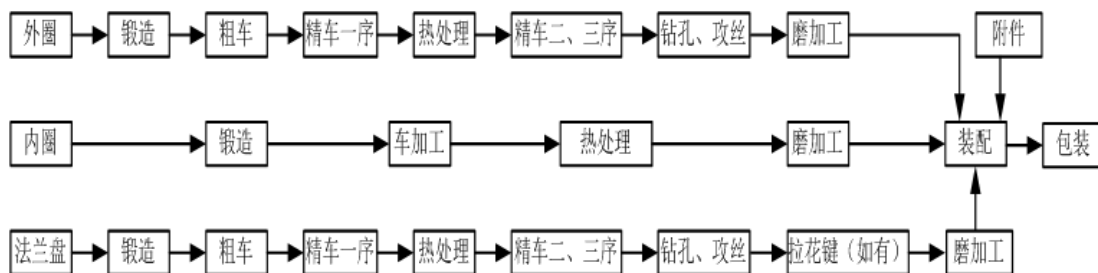 外圈 锻造 粗车 精车一序 热处理 精车二、三序 钻孔、攻丝 磨加工 附件
内圈 锻造 车加工 热处理 磨加工 装配 包装
法兰盘 锻造 粗车 精车一序 热处理 精车二、三序 钻孔、攻丝 拉花键（如有） 磨加工